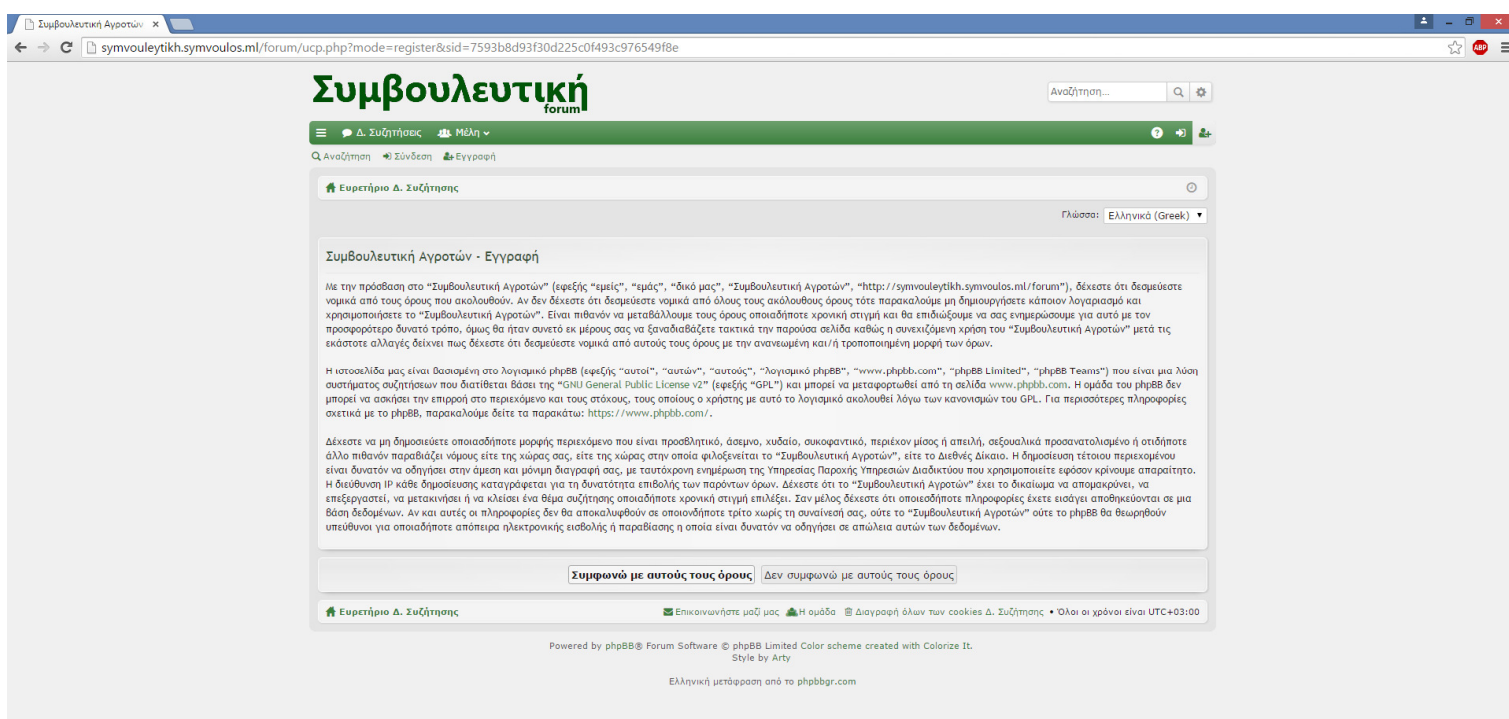 Συμβουλευτική Αγροτών
symvouleytikh.symvoulos.ml/forum/ucp.php?mode=register&sid=7593b8d93f30d225c0f493c976549f8e
ABP
Συμβουλευτική
forum
Αναζήτηση...
Δ. Συζητήσεις Μέλη
Αναζήτηση Σύνδεση Εγγραφή
Ευρετήριο Δ. Συζήτησης
Γλώσσα: Ελληνικά (Greek)
Συμβουλευτική Αγροτών - Εγγραφή
Με την πρόσβαση στο “Συμβουλευτική Αγροτών” (εφεξής “εμείς”, “εμάς”, “δικό μας”, “Συμβουλευτική Αγροτών”, “http://symvouleytikh.symvoulos.ml/forum”), δέχεστε ότι δεσμεύεστε
νομικά από τους όρους που ακολουθούν. Αν δεν δέχεστε ότι δεσμεύεστε νομικά από όλους τους ακόλουθους όρους τότε παρακαλούμε μη δημιουργήσετε κάποιον λογαριασμό και
χρησιμοποιήσετε το “Συμβουλευτική Αγροτών”. Είναι πιθανόν να μεταβάλλουμε τους όρους οποιαδήποτε χρονική στιγμή και θα επιδιώξουμε να σας ενημερώσουμε για αυτό με τον
προσφορότερο δυνατό τρόπο, όμως θα ήταν συνετό εκ μέρους σας να ξαναδιαβάζετε τακτικά την παρούσα σελίδα καθώς η συνεχιζόμενη χρήση του “Συμβουλευτική Αγροτών” μετά τις
εκάστοτε αλλαγές δείχνει πως δέχεστε ότι δεσμεύεστε νομικά από αυτούς τους όρους με την ανανεωμένη και/ή τροποποιημένη μορφή των όρων.
Η ιστοσελίδα μας είναι βασισμένη στο λογισμικό phpBB (εφεξής “αυτοί”, “αυτών”, “αυτούς”, “λογισμικό phpBB”, “www.phpbb.com”, “phpBB Limited”, “phpBB Teams”) που είναι μια λύση
συστήματος συζητήσεων που διατίθεται βάσει της “GNU General Public License v2” (εφεξής “GPL”) και μπορεί να μεταφορτωθεί από τη σελίδα www.phpbb.com. Η ομάδα του phpBB δεν
μπορεί να ασκήσει την επιρροή στο περιεχόμενο και τους στόχους, τους οποίους ο χρήστης με αυτό το λογισμικό ακολουθεί λόγω των κανονισμών του GPL. Για περισσότερες πληροφορίες
σχετικά με το phpBB, παρακαλούμε δείτε τα παρακάτω: https://www.phpbb.com/.
Δέχεστε να μη δημοσιεύετε οποιασδήποτε μορφής περιεχόμενο που είναι προσβλητικό, άσεμνο, χυδαίο, συκοφαντικό, περιέχον μίσος ή απειλή, σεξουαλικά προσανατολισμένο ή οτιδήποτε
άλλο πιθανόν παραβιάζει νόμους είτε της χώρας σας, είτε της χώρας στην οποία φιλοξενείται το “Συμβουλευτική Αγροτών”, είτε το Διεθνές Δίκαιο. Η δημοσίευση τέτοιου περιεχομένου
είναι δυνατόν να οδηγήσει στην άμεση και μόνιμη διαγραφή σας, με ταυτόχρονη ενημέρωση της Υπηρεσίας Παροχής Υπηρεσιών Διαδικτύου που χρησιμοποιείτε εφόσον κρίνουμε απαραίτητο.
Η διεύθυνση IP κάθε δημοσίευσης καταγράφεται για τη δυνατότητα επιβολής των παρόντων όρων. Δέχεστε ότι το “Συμβουλευτική Αγροτών” έχει το δικαίωμα να απομακρύνει, να
επεξεργαστεί, να μετακινήσει ή να κλείσει ένα θέμα συζήτησης οποιαδήποτε χρονική στιγμή επιλέξει. Σαν μέλος δέχεστε ότι οποιεσδήποτε πληροφορίες έχετε εισάγει αποθηκεύονται σε μια
βάση δεδομένων. Αν και αυτές οι πληροφορίες δεν θα αποκαλυφθούν σε οποιονδήποτε τρίτο χωρίς τη συναίνεσή σας, ούτε το “Συμβουλευτική Αγροτών” ούτε το phpBB θα θεωρηθούν
υπεύθυνοι για οποιαδήποτε απόπειρα ηλεκτρονικής εισβολής ή παραβίασης η οποία είναι δυνατόν να οδηγήσει σε απώλεια αυτών των δεδομένων.
Συμφωνώ με αυτούς τους όρους Δεν συμφωνώ με αυτούς τους όρους
Ευρετήριο Δ. Συζήτησης Επικοινωνήστε μαζί μας Η ομάδα Διαγραφή όλων των cookies Δ. Συζήτησης • Όλοι οι χρόνοι είναι UTC+03:00
Powered by phpBB® Forum Software © phpBB Limited Color scheme created with Colorize It.
Style by Arty
Ελληνική μετάφραση από το phpbbgr.com